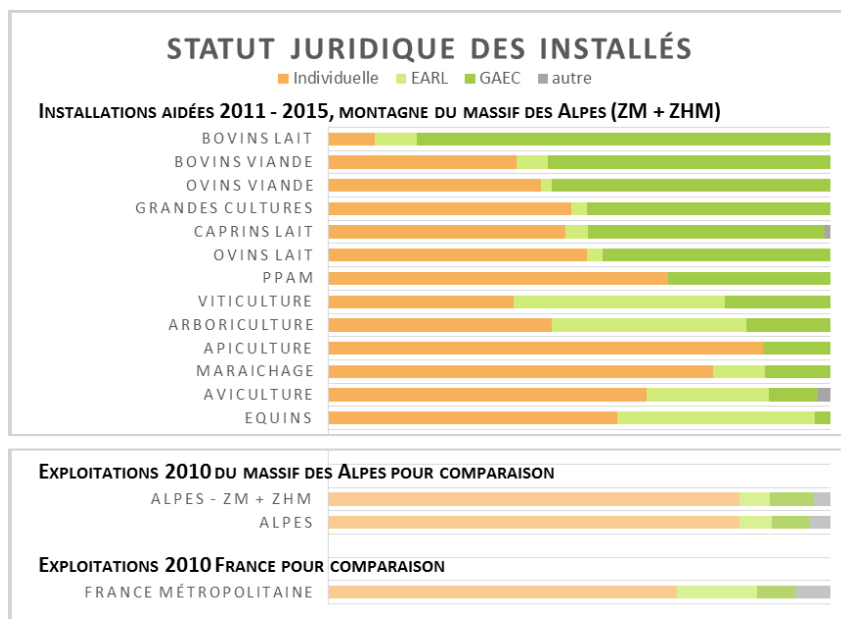 STATUT JURIDIQUE DES INSTALLÉS
Individuelle EARL GAEC autre
INSTALLATIONS AIDÉES 2011 - 2015, MONTAGNE DU MASSIF DES ALPES (ZM + ZHM)
BOVINS LAIT
BOVINS VIANDE
OVINS VIANDE
GRANDES CULTURES
CAPRINS LAIT
OVINS LAIT
PPAM
VITICULTURE
ARBORICULTURE
APICULTURE
MARAICHAGE
AVICULTURE
EQUINS
EXPLOITATIONS 2010 DU MASSIF DES ALPES POUR COMPARAISON
ALPES - ZM + ZHM
ALPES
EXPLOITATIONS 2010 FRANCE POUR COMPARAISON
FRANCE MÉTROPOLITAINE